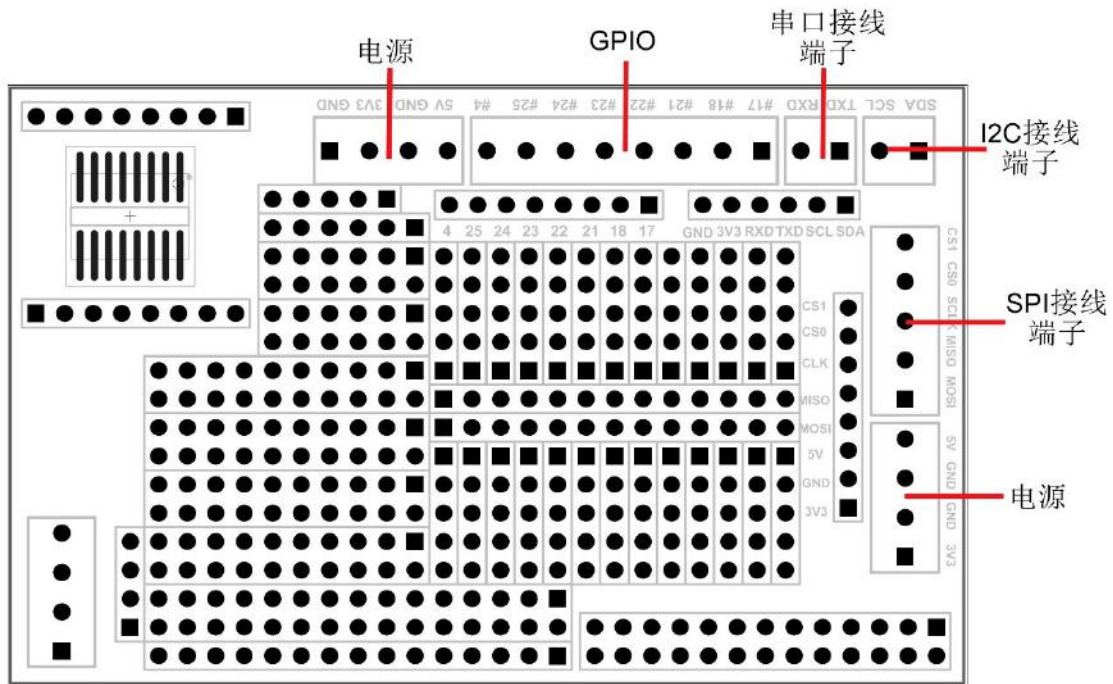 电源
GPIO
串口接线
端子
GND 3V3 GND 5V #4 #25 #24 #23 #22 #21 #18 #17 RXD TXD SCL SDA
I2C接线
端子
4 25 24 23 22 21 18 17 GND 3V3 RXD TXD SCL SDA
CS1 CS0 SCLK MISO MOSI
SPI接线
端子
CS1
CS0
CLK
MISO
MOSI
5V
GND
3V3
5V GND GND 3V3
电源